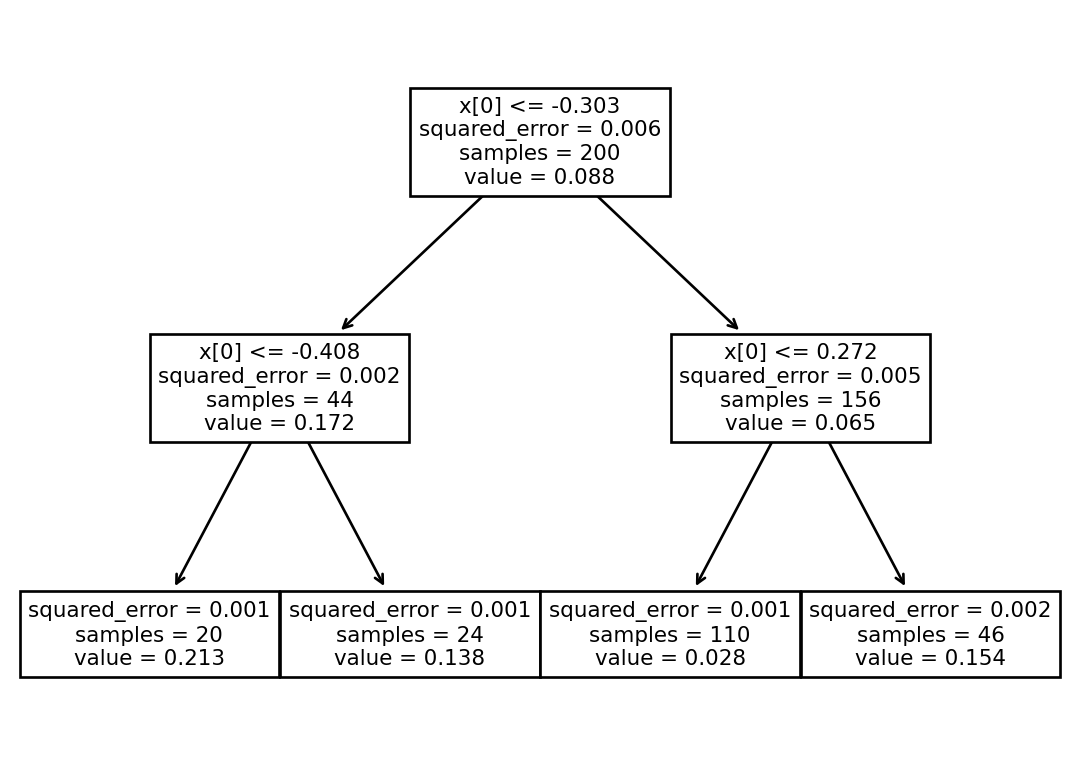 x[0] <= -0.303
squared_error = 0.006
samples = 200
value = 0.088
x[0] <= -0.408
squared_error = 0.002
samples = 44
value = 0.172
x[0] <= 0.272
squared_error = 0.005
samples = 156
value = 0.065
squared_error = 0.001
samples = 20
value = 0.213
squared_error = 0.001
samples = 24
value = 0.138
squared_error = 0.001
samples = 110
value = 0.028
squared_error = 0.002
samples = 46
value = 0.154